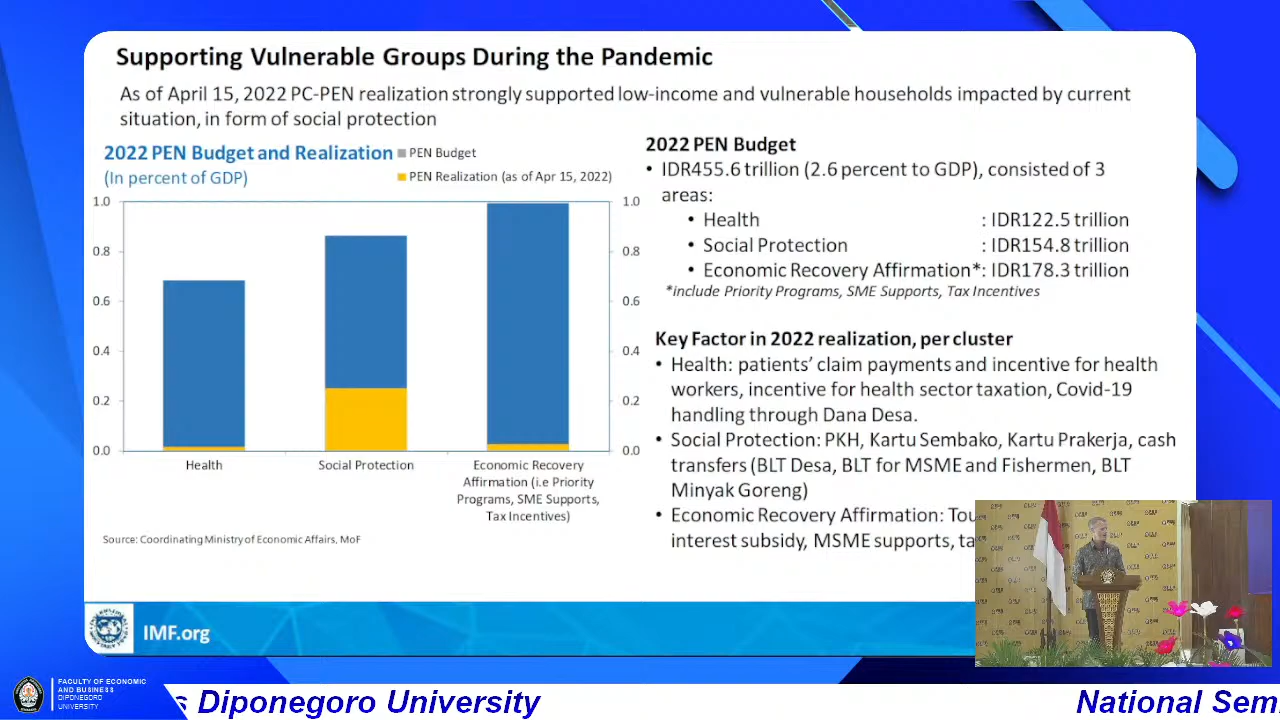 Supporting Vulnerable Groups During the Pandemic
As of April 15, 2022 PC-PEN realization strongly supported low-income and vulnerable households impacted by current
situation, in form of social protection
2022 PEN Budget and Realization
(In percent of GDP)
PEN Budget
PEN Realization (as of Apr 15, 2022)
1.0
0.8
0.6
0.4
0.2
0.0
1.0
0.8
0.6
0.4
0.2
0.0
Health
Social Protection
Economic Recovery
Affirmation (i.e Priority
Programs, SME Supports,
Tax Incentives)
Source: Coordinating Ministry of Economic Affairs, MoF
2022 PEN Budget
• IDR455.6 trillion (2.6 percent to GDP), consisted of 3
areas:
• Health : IDR122.5 trillion
• Social Protection : IDR154.8 trillion
• Economic Recovery Affirmation*: IDR178.3 trillion
*include Priority Programs, SME Supports, Tax Incentives
Key Factor in 2022 realization, per cluster
• Health: patients' claim payments and incentive for health
workers, incentive for health sector taxation, Covid-19
handling through Dana Desa.
• Social Protection: PKH, Kartu Sembako, Kartu Prakerja, cash
transfers (BLT Desa, BLT for MSME and Fishermen, BLT
Minyak Goreng)
• Economic Recovery Affirmation:
interest subsidy, MSME supports,
IMF.org
FACULTY OF ECONOMIC
AND BUSINESS
DIPONEGORO
UNIVERSITY
s Diponegoro University
National Sem